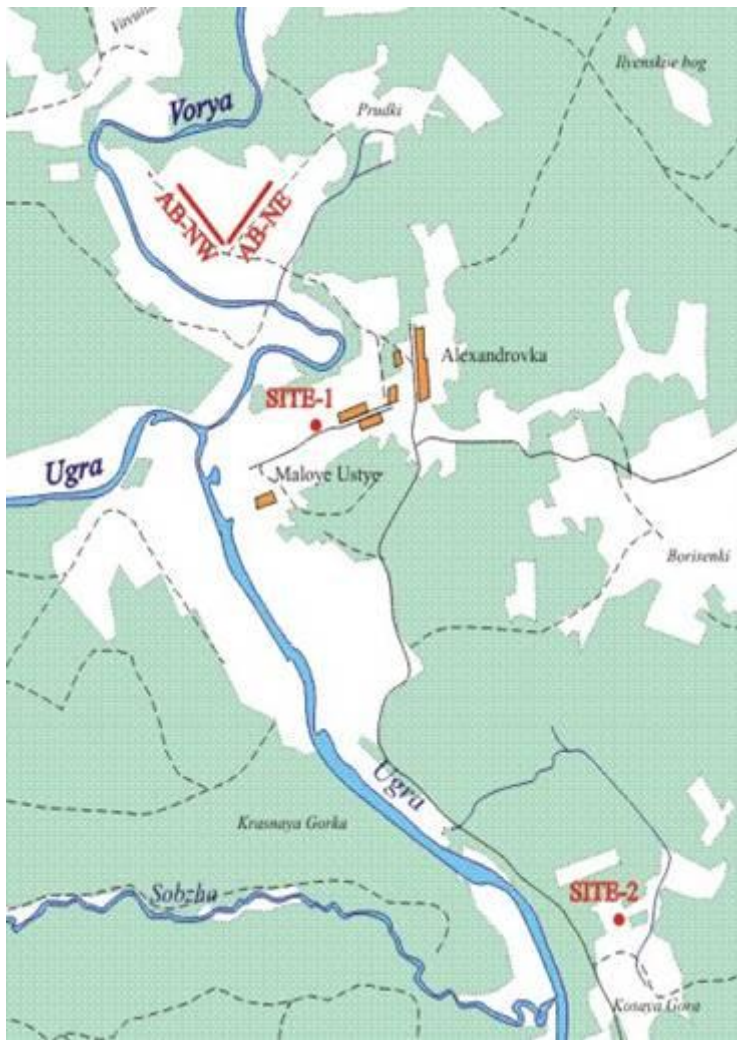 Ilyenskoe bog
Vorya
Prudki
AB-NW
AB-NE
Alexandrovka
SITE-1
Ugra
Maloye Ustye
Borisenki
Ugra
Krasnaya Gorka
Sobzha
SITE-2
Kosaya Gora